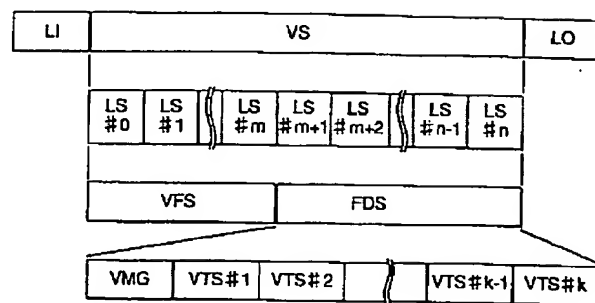 LI VS LO
LS #0 LS #1 LS #m LS #m+1 LS #m+2 LS #n-1 LS #n
VFS FDS
VMG VTS#1 VTS#2 VTS#k-1 VTS#k